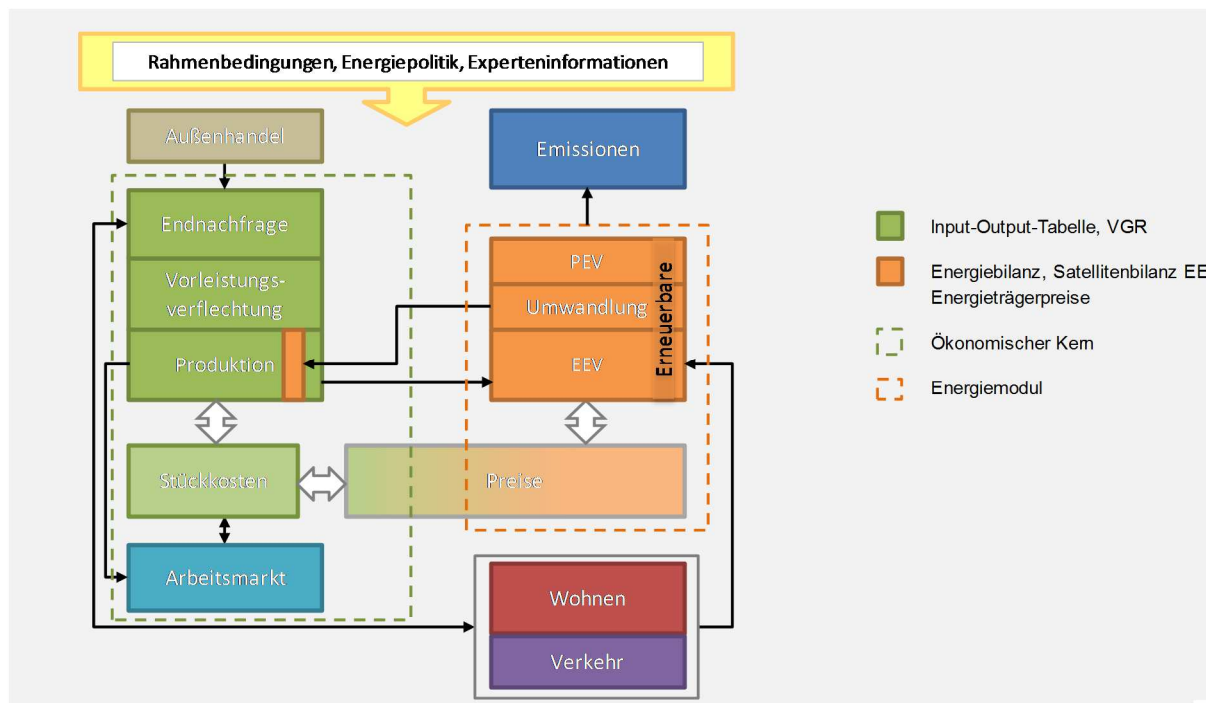 Rahmenbedingungen, Energiepolitik, Experteninformationen
Außenhandel
Endnachfrage
Vorleistungs-
verflechtung
Produktion
Stückkosten
Arbeitsmarkt
Emissionen
PEV
Umwandlung
EEV
Erneuerbare
Preise
Wohnen
Verkehr
Input-Output-Tabelle, VGR
Energiebilanz, Satellitenbilanz EE
Energieträgerpreise
Ökonomischer Kern
Energiemodul